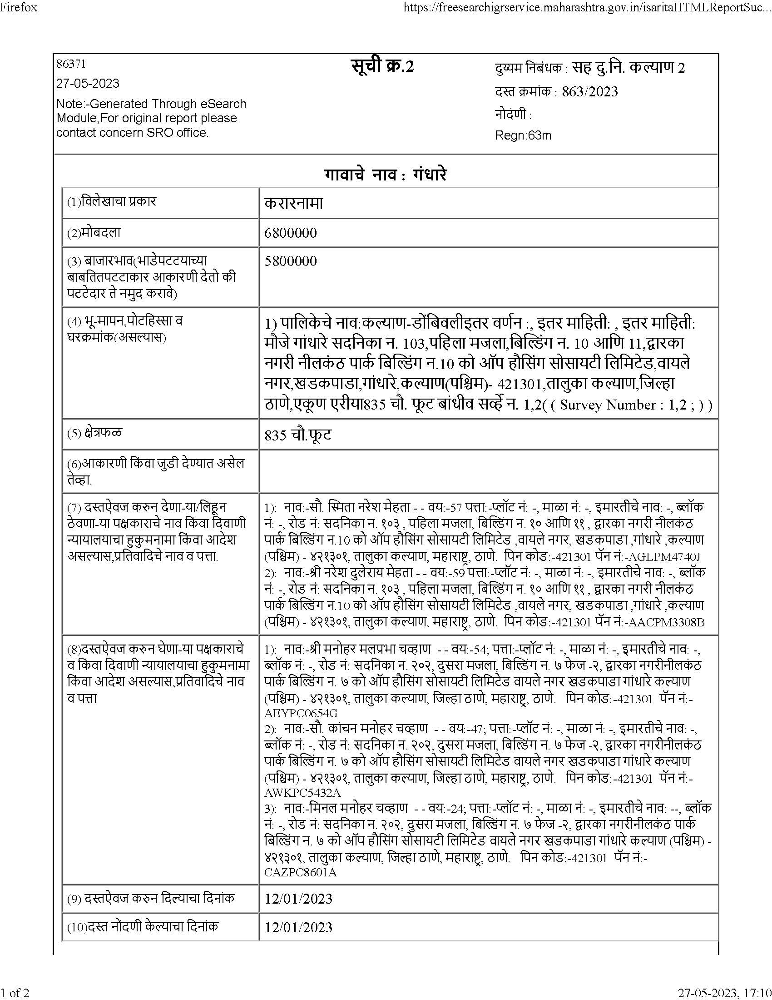 Firefox https://freesearchigrservice.maharashtra.gov.in/isaritaHTMLReportSuc...
86371
27-05-2023
Note:-Generated Through eSearch
Module,For original report please
contact concern SRO office.
सूची क्र.2
दुय्यम निबंधक : सह दु.नि. कल्याण 2
दस्त क्रमांक : 863/2023
नोदंणी :
Regn:63m
गावाचे नाव : गंधारे
(1)विलेखाचा प्रकार
करारनामा
(2)मोबदला
6800000
(3) बाजारभाव(भाडेपटटयाच्या
बाबतितपटटाकार आकारणी देतो की
पटटेदार ते नमुद करावे)
5800000
(4) भू-मापन,पोटहिस्सा व
घरक्रमांक(असल्यास)
1) पालिकेचे नाव:कल्याण-डोंबिवलीइतर वर्णन :, इतर माहिती: , इतर माहिती:
मौजे गांधारे सदनिका न. 103,पहिला मजला,बिल्डिंग न. 10 आणि 11,द्वारका
नगरी नीलकंठ पार्क बिल्डिंग न.10 को ऑप हौसिंग सोसायटी लिमिटेड,वायले
नगर,खडकपाडा,गांधारे,कल्याण(पश्चिम)- 421301,तालुका कल्याण,जिल्हा
ठाणे,एकूण एरीया835 चौ. फूट बांधीव सर्व्हे न. 1,2( ( Survey Number : 1,2 ; ) )
(5) क्षेत्रफळ
835 चौ.फूट
(6)आकारणी किंवा जुडी देण्यात असेल
तेव्हा.
(7) दस्तऐवज करुन देणा-या/लिहून
ठेवणा-या पक्षकाराचे नाव किंवा दिवाणी
न्यायालयाचा हुकुमनामा किंवा आदेश
असल्यास,प्रतिवादिचे नाव व पत्ता.
1): नाव:-सौ. स्मिता नरेश मेहता - - वय:-57 पत्ता:-प्लॉट नं: -, माळा नं: -, इमारतीचे नाव: -, ब्लॉक
नं: -, रोड नं: सदनिका न. १०३ , पहिला मजला, बिल्डिंग न. १० आणि ११ , द्वारका नगरी नीलकंठ
पार्क बिल्डिंग न.10 को ऑप हौसिंग सोसायटी लिमिटेड ,वायले नगर, खडकपाडा ,गांधारे ,कल्याण
(पश्चिम) - ४२१३०१, तालुका कल्याण, महाराष्ट्र, ठाणे. पिन कोड:-421301 पॅन नं:-AGLPM4740J
2): नाव:-श्री नरेश दुलेराय मेहता - - वय:-59 पत्ता:-प्लॉट नं: -, माळा नं: -, इमारतीचे नाव: -, ब्लॉक
नं: -, रोड नं: सदनिका न. १०३ , पहिला मजला, बिल्डिंग न. १० आणि ११ , द्वारका नगरी नीलकंठ
पार्क बिल्डिंग न.10 को ऑप हौसिंग सोसायटी लिमिटेड ,वायले नगर, खडकपाडा ,गांधारे ,कल्याण
(पश्चिम) - ४२१३०१, तालुका कल्याण, महाराष्ट्र, ठाणे. पिन कोड:-421301 पॅन नं:-AACPM3308B
(8)दस्तऐवज करुन घेणा-या पक्षकाराचे
व किंवा दिवाणी न्यायालयाचा हुकुमनामा
किंवा आदेश असल्यास,प्रतिवादिचे नाव
व पत्ता
1): नाव:-श्री मनोहर मलप्रभा चव्हाण - - वय:-54; पत्ता:-प्लॉट नं: -, माळा नं: -, इमारतीचे नाव: -,
ब्लॉक नं: -, रोड नं: सदनिका न. २०२, दुसरा मजला, बिल्डिंग न. ७ फेज -२, द्वारका नगरीनीलकंठ
पार्क बिल्डिंग न. ७ को ऑप हौसिंग सोसायटी लिमिटेड वायले नगर खडकपाडा गांधारे कल्याण
(पश्चिम) - ४२१३०१, तालुका कल्याण, जिल्हा ठाणे, महाराष्ट्र, ठाणे. पिन कोड:-421301 पॅन नं:-
AEYPC0654G
2): नाव:-सौ. कांचन मनोहर चव्हाण - - वय:-47; पत्ता:-प्लॉट नं: -, माळा नं: -, इमारतीचे नाव: -,
ब्लॉक नं: -, रोड नं: सदनिका न. २०२, दुसरा मजला, बिल्डिंग न. ७ फेज -२, द्वारका नगरीनीलकंठ
पार्क बिल्डिंग न. ७ को ऑप हौसिंग सोसायटी लिमिटेड वायले नगर खडकपाडा गांधारे कल्याण
(पश्चिम) - ४२१३०१, तालुका कल्याण, जिल्हा ठाणे, महाराष्ट्र, ठाणे. पिन कोड:-421301 पॅन नं:-
AWKPC5432A
3): नाव:-मिनल मनोहर चव्हाण - - वय:-24; पत्ता:-प्लॉट नं: -, माळा नं: -, इमारतीचे नाव: --, ब्लॉक
नं: -, रोड नं: सदनिका न. २०२, दुसरा मजला, बिल्डिंग न. ७ फेज -२, द्वारका नगरीनीलकंठ पार्क
बिल्डिंग न. ७ को ऑप हौसिंग सोसायटी लिमिटेड वायले नगर खडकपाडा गांधारे कल्याण (पश्चिम) -
४२१३०१, तालुका कल्याण, जिल्हा ठाणे, महाराष्ट्र, ठाणे. पिन कोड:-421301 पॅन नं:-
CAZPC8601A
(9) दस्तऐवज करुन दिल्याचा दिनांक
12/01/2023
(10)दस्त नोंदणी केल्याचा दिनांक
12/01/2023
1 of 2 27-05-2023, 17:10